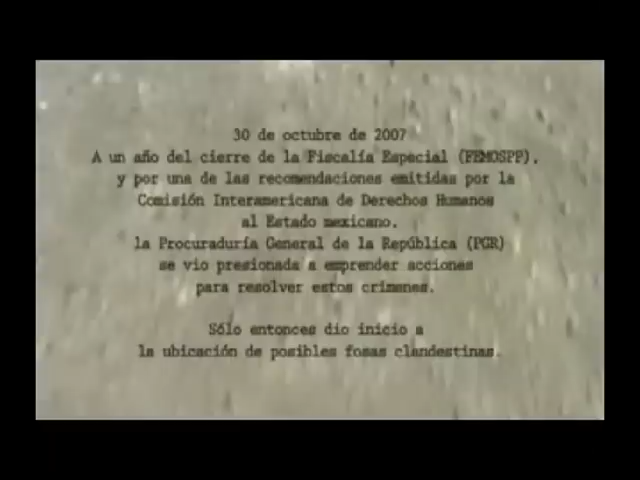 30 de octubre de 2007
A un año del cierre de la Fiscalía Especial (FEMOSPP),
y por una de las recomendaciones emitidas por la
Comisión Interamericana de Derechos Humanos
al Estado mexicano,
la Procuraduría General de la República (PGR)
se vio presionada a emprender acciones
para resolver estos crímenes.
Sólo entonces dio inicio a
la ubicación de posibles fosas clandestinas.